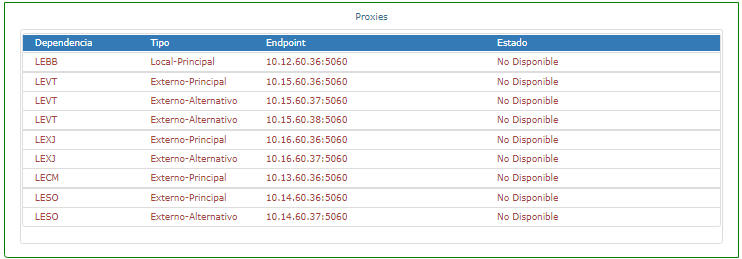 Proxies
Dependencia Tipo Endpoint Estado
LEBB Local-Principal 10.12.60.36:5060 No Disponible
LEVT Externo-Principal 10.15.60.36:5060 No Disponible
LEVT Externo-Alternativo 10.15.60.37:5060 No Disponible
LEVT Externo-Alternativo 10.15.60.38:5060 No Disponible
LEXJ Externo-Principal 10.16.60.36:5060 No Disponible
LEXJ Externo-Alternativo 10.16.60.37:5060 No Disponible
LECM Externo-Principal 10.13.60.36:5060 No Disponible
LESO Externo-Principal 10.14.60.36:5060 No Disponible
LESO Externo-Alternativo 10.14.60.37:5060 No Disponible